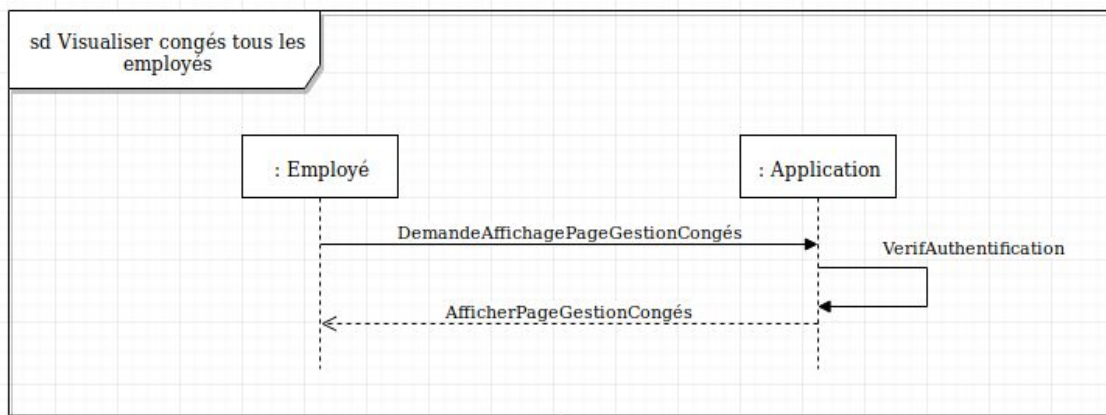 sd Visualiser congés tous les
employés
: Employé
: Application
DemandeAffichagePageGestionCongés
VerifAuthentification
AfficherPageGestionCongés